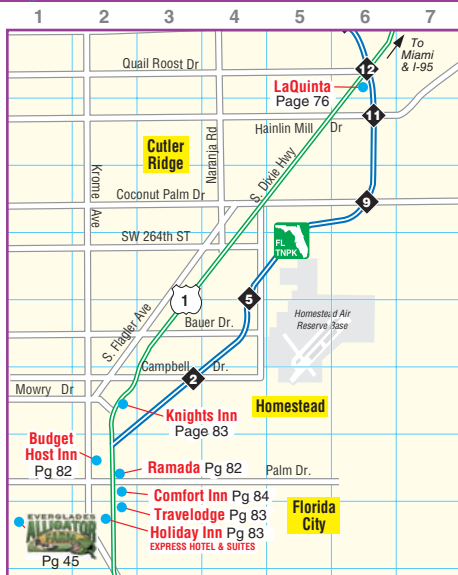 1 2 3 4 5 6 7
To
Miami
& I-95
Quail Roost Dr
12
LaQuinta
Page 76
11
Hainlin Mill Dr
Cutler
Ridge
Naranja Rd
S. Dixie Hwy
Krome
Ave
Coconut Palm Dr
9
SW 264th ST
FL
TNPK
1
5
Homestead Air
Reserve Base
S. Flagler Ave
Bauer Dr.
Campbell Dr.
2
Mowry Dr
Knights Inn
Page 83
Homestead
Budget
Host Inn
Pg 82
Ramada Pg 82
Palm Dr.
Comfort Inn Pg 84
Travelodge Pg 83
Florida
City
Holiday Inn Pg 83
EXPRESS HOTEL & SUITES
EVERGLADES
ALLIGATOR
FARM
Pg 45